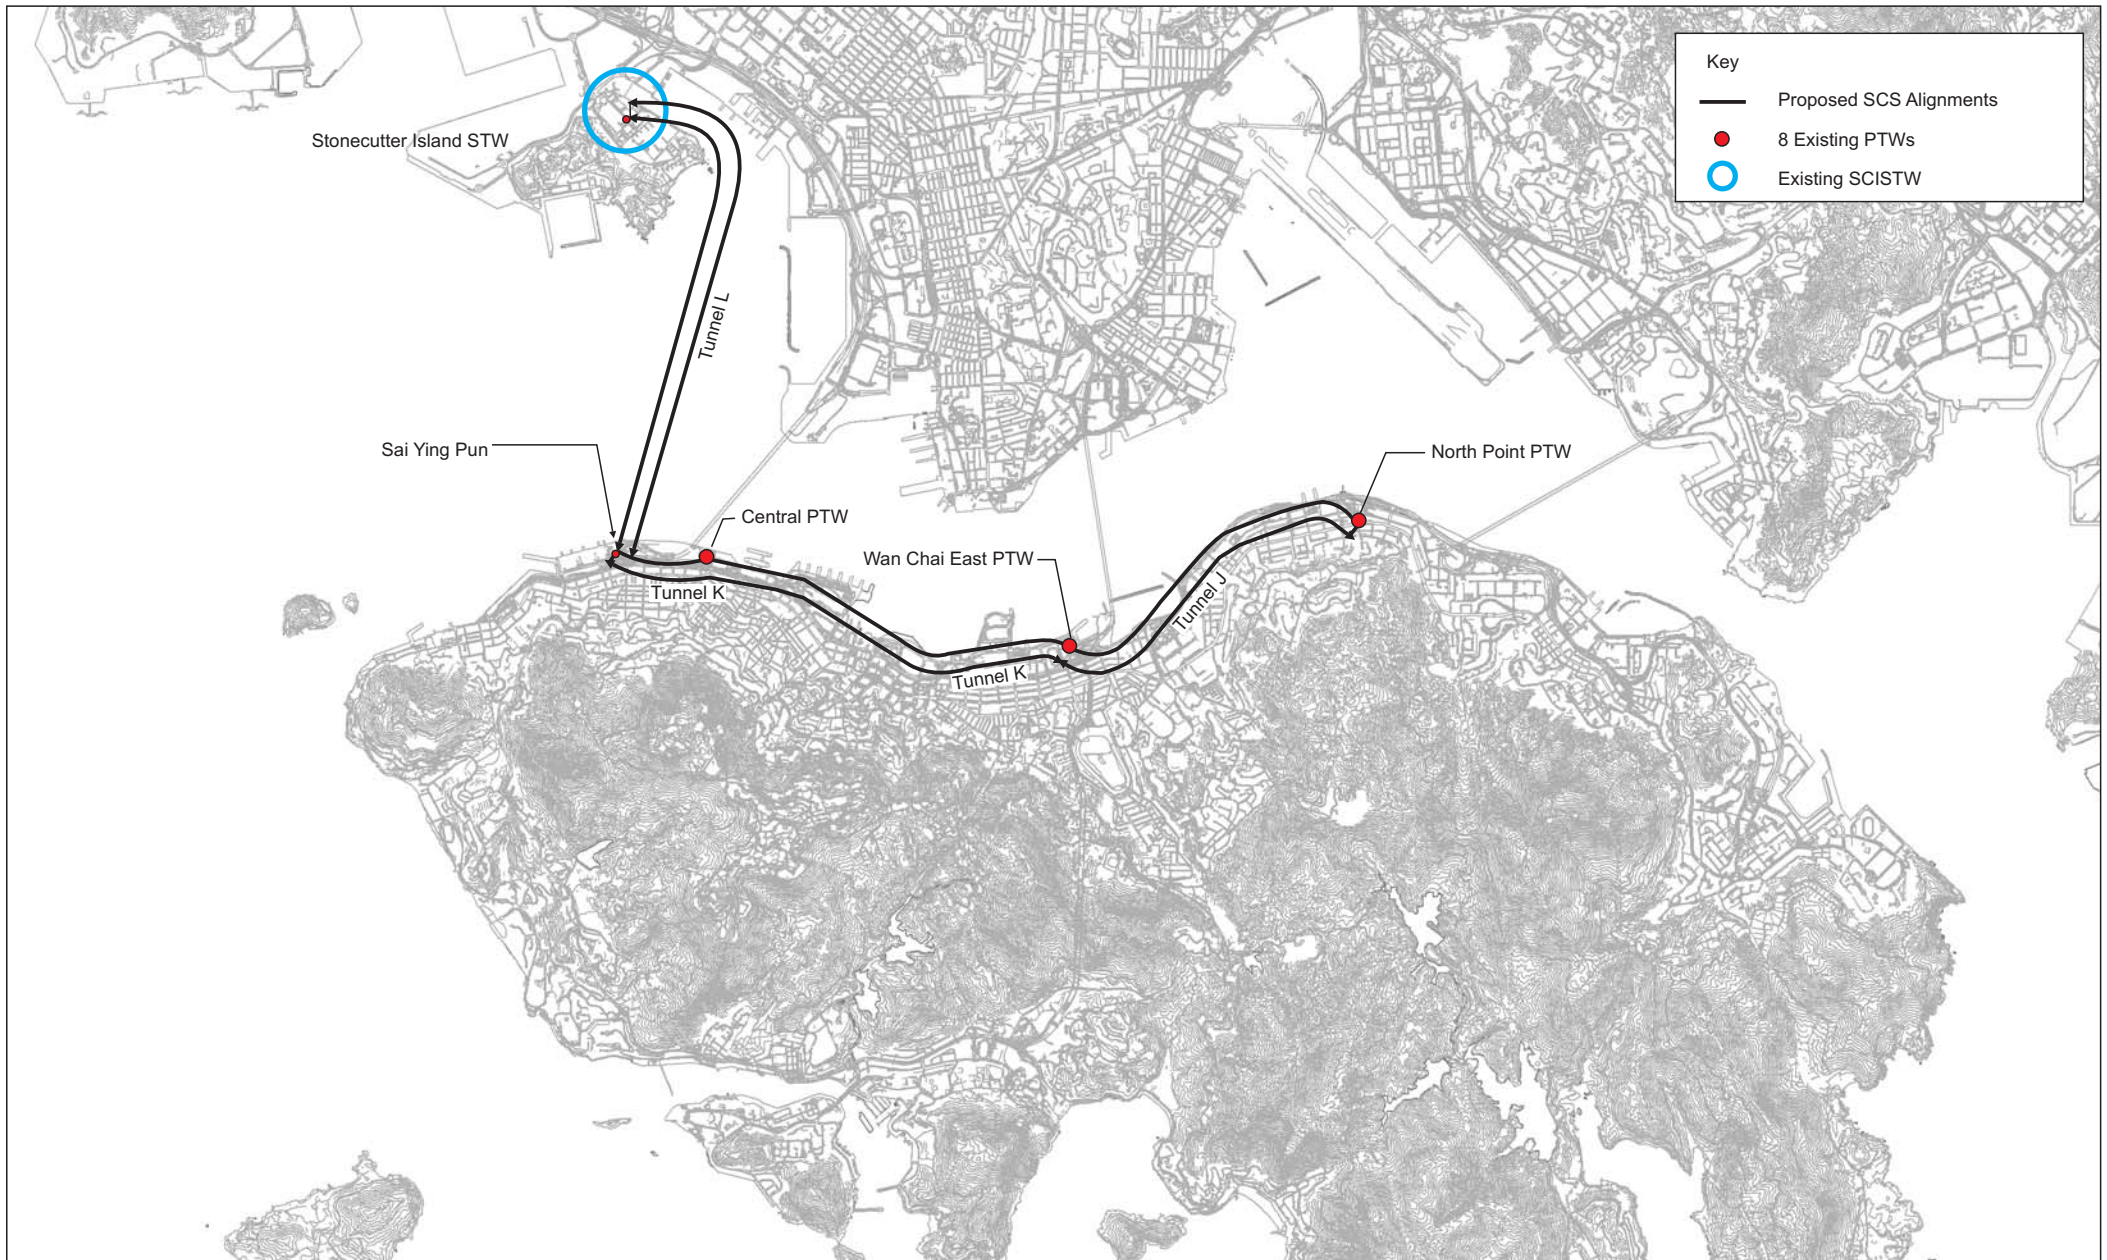 Key
Proposed SCS Alignments
8 Existing PTWs
Existing SCISTW
Stonecutter Island STW
Tunnel L
Sai Ying Pun
North Point PTW
Central PTW
Wan Chai East PTW
Tunnel K
Tunnel J
Tunnel K